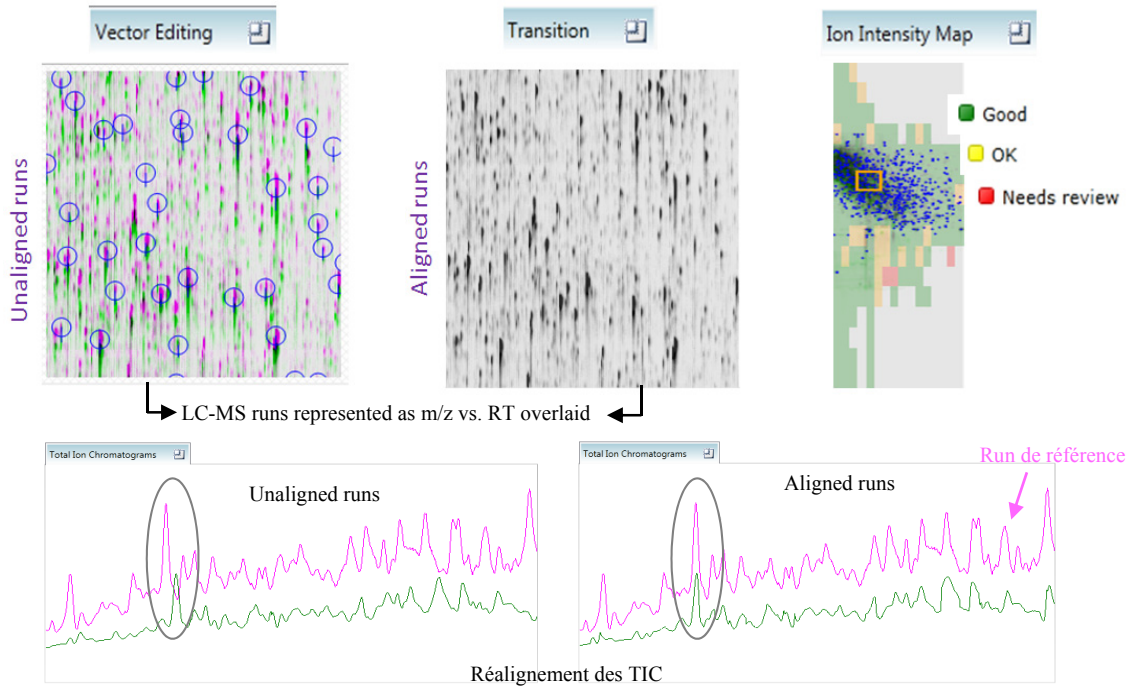 Vector Editing
Transition
Ion Intensity Map
Unaligned runs
Aligned runs
Good
OK
Needs review
LC-MS runs represented as m/z vs. RT overlaid
Total Ion Chromatograms
Unaligned runs
Total Ion Chromatograms
Aligned runs
Run de référence
Réalignement des TIC